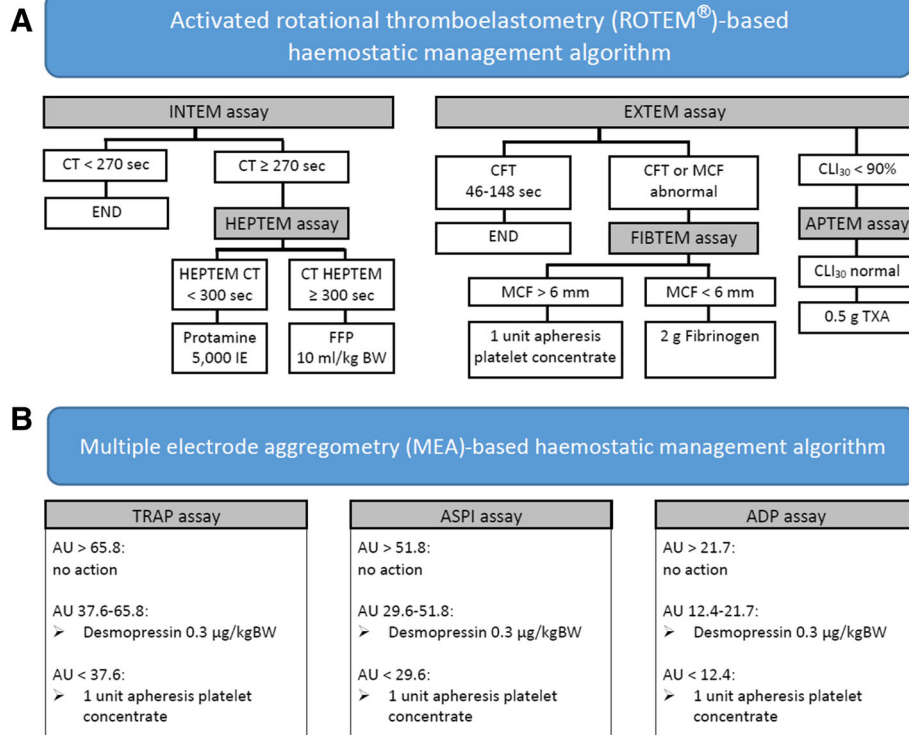 A
Activated rotational thromboelastometry (ROTEM®)-based
haemostatic management algorithm
INTEM assay
CT < 270 sec
CT ≥ 270 sec
END
HEPTEM assay
HEPTEM CT
< 300 sec
CT HEPTEM
≥ 300 sec
Protamine
5,000 IE
FFP
10 ml/kg BW
EXTEM assay
CFT
46-148 sec
CFT or MCF
abnormal
CLI₃₀ < 90%
END
FIBTEM assay
APTEM assay
MCF > 6 mm
MCF < 6 mm
CLI₃₀ normal
1 unit apheresis
platelet concentrate
2 g Fibrinogen
0.5 g TXA
B
Multiple electrode aggregometry (MEA)-based haemostatic management algorithm
TRAP assay
AU > 65.8:
no action
AU 37.6-65.8:
➢ Desmopressin 0.3 µg/kgBW
AU < 37.6:
➢ 1 unit apheresis platelet
concentrate
ASPI assay
AU > 51.8:
no action
AU 29.6-51.8:
➢ Desmopressin 0.3 µg/kgBW
AU < 29.6:
➢ 1 unit apheresis platelet
concentrate
ADP assay
AU > 21.7:
no action
AU 12.4-21.7:
➢ Desmopressin 0.3 µg/kgBW
AU < 12.4:
➢ 1 unit apheresis platelet
concentrate